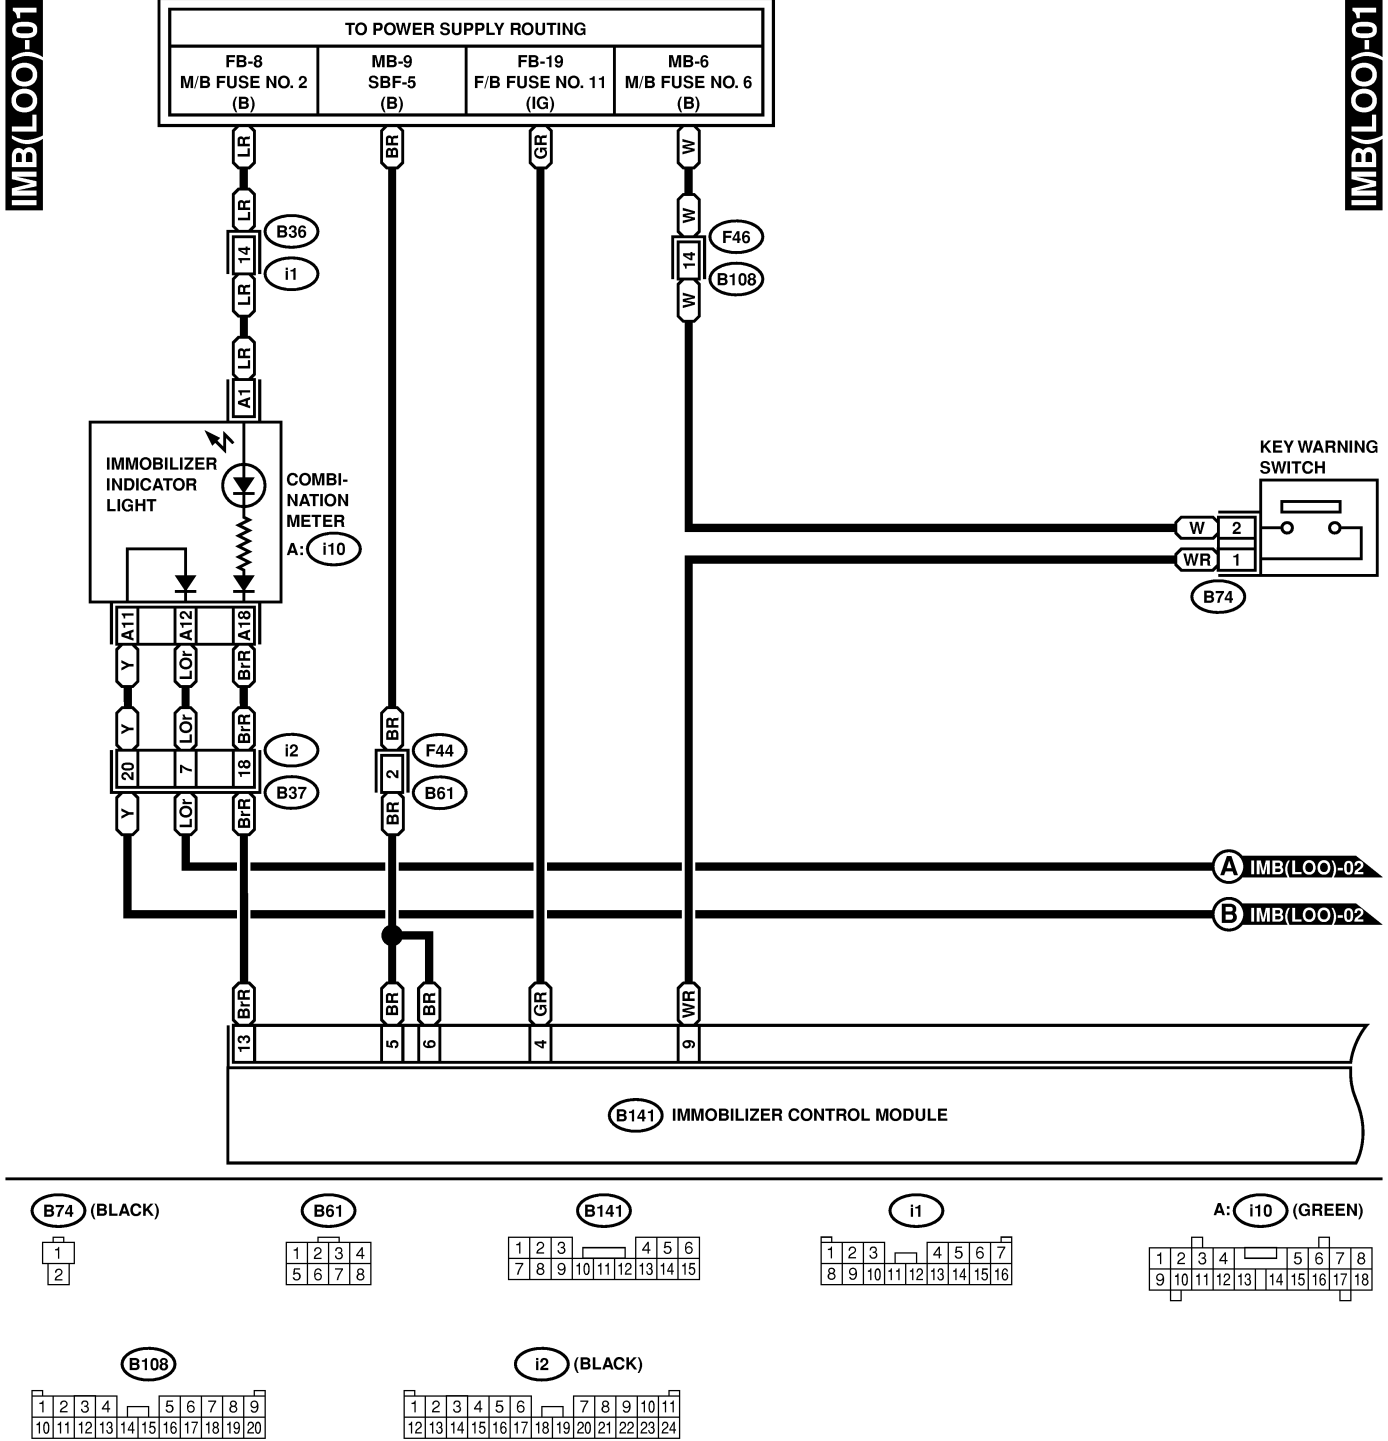 IMB(LOO)-01
IMB(LOO)-01
TO POWER SUPPLY ROUTING
FB-8
M/B FUSE NO. 2
(B)
MB-9
SBF-5
(B)
FB-19
F/B FUSE NO. 11
(IG)
MB-6
M/B FUSE NO. 6
(B)
LR
BR
GR
W
LR
W
B36
14
i1
F46
14
B108
LR
W
LR
A1
IMMOBILIZER
INDICATOR
LIGHT
COMBI-
NATION
METER
A: i10
KEY WARNING
SWITCH
W 2
WR 1
B74
A11 A12 A18
Y LOr BrR
Y LOr BrR BR
20 7 18
i2
B37
2
F44
B61
Y LOr BrR BR
A IMB(LOO)-02
B IMB(LOO)-02
BrR BR BR GR WR
13 5 6 4 9
B141 IMMOBILIZER CONTROL MODULE
B74 (BLACK)
1
2
B61
1 2 3 4
5 6 7 8
B141
1 2 3 4 5 6
7 8 9 10 11 12 13 14 15
i1
1 2 3 4 5 6 7
8 9 10 11 12 13 14 15 16
A: i10 (GREEN)
1 2 3 4 5 6 7 8
9 10 11 12 13 14 15 16 17 18
B108
1 2 3 4 5 6 7 8 9
10 11 12 13 14 15 16 17 18 19 20
i2 (BLACK)
1 2 3 4 5 6 7 8 9 10 11
12 13 14 15 16 17 18 19 20 21 22 23 24